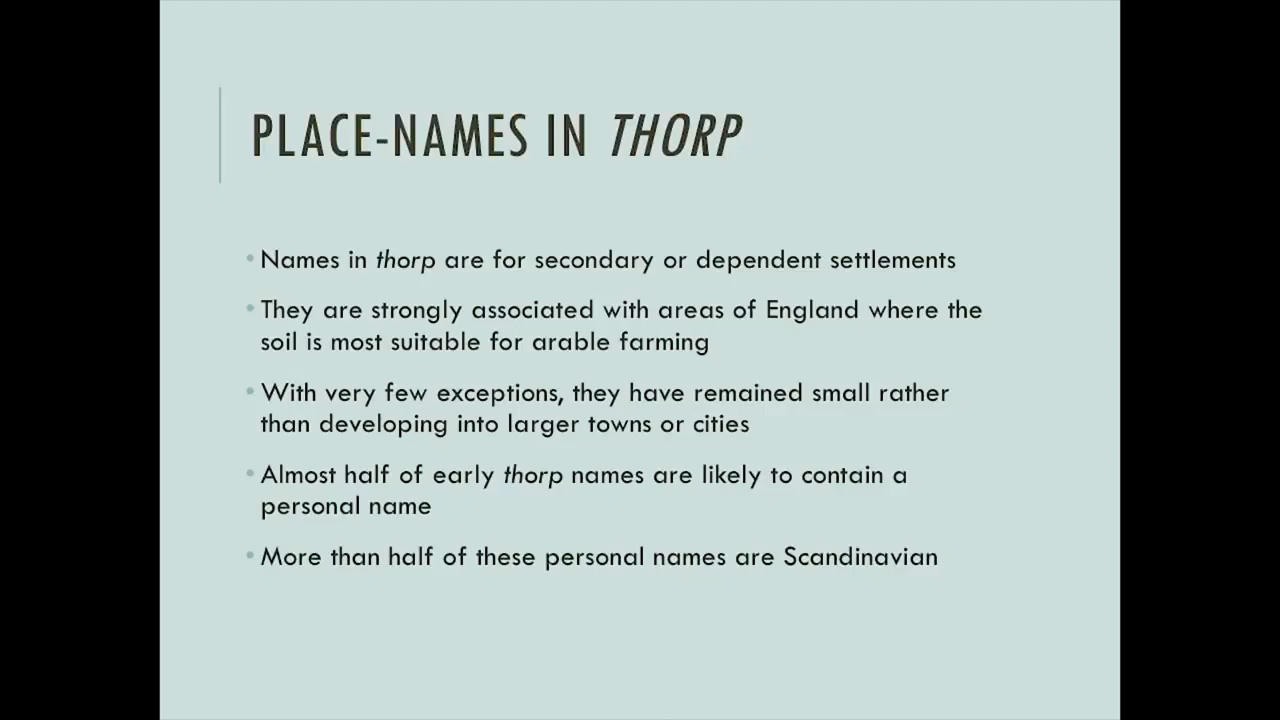 PLACE-NAMES IN THORP
• Names in thorp are for secondary or dependent settlements
• They are strongly associated with areas of England where the
soil is most suitable for arable farming
• With very few exceptions, they have remained small rather
than developing into larger towns or cities
• Almost half of early thorp names are likely to contain a
personal name
• More than half of these personal names are Scandinavian